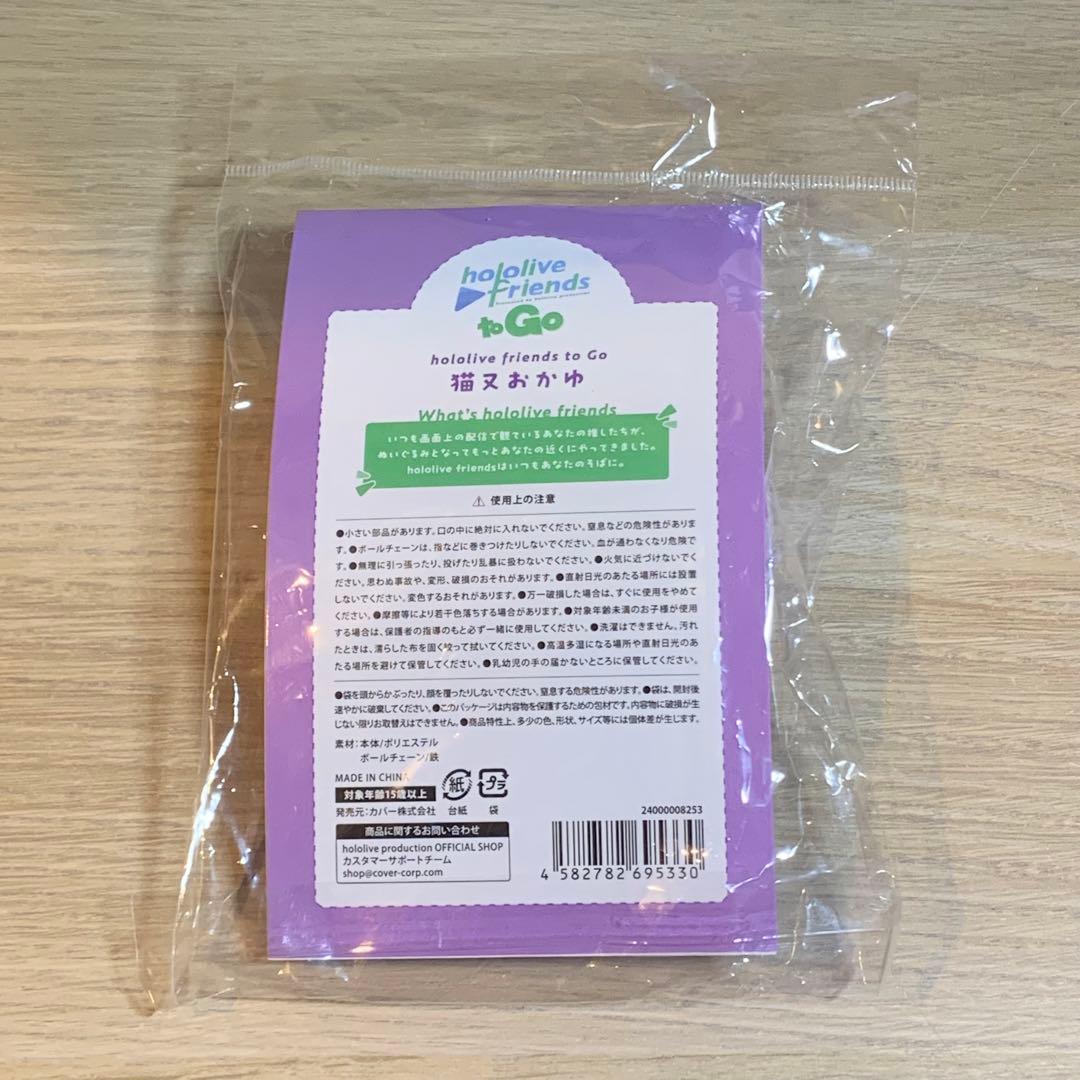 hololive
friends
Presented by hololive production
to Go
hololive friends to Go
猫又おかゆ
What's hololive friends
いつも画面上の配信で観ているあなたの推したちが、
ぬいぐるみとなってもっとあなたの近くにやってきました。
hololive friendsはいつもあなたのそばに。
⚠ 使用上の注意
●小さい部品があります。口の中に絶対に入れないでください。窒息などの危険性がありま
す。●ボールチェーンは、指などに巻きつけたりしないでください。血が通わなくなり危険で
す。●無理に引っ張ったり、投げたり乱暴に扱わないでください。●火気に近づけないでく
ださい。思わぬ事故や、変形、破損のおそれがあります。●直射日光のあたる場所には設置
しないでください。変色するおそれがあります。●万一破損した場合は、すぐに使用をやめて
ください。●摩擦等により若干色落ちする場合があります。●対象年齢未満のお子様が使用
する場合は、保護者の指導のもと必ず一緒に使用してください。●洗濯はできません。汚れ
たときは、濡らした布を固く絞って拭いてください。●高温多湿になる場所や直射日光のあ
たる場所を避けて保管してください。●乳幼児の手の届かないところに保管してください。
●袋を頭からかぶったり、顔を覆ったりしないでください。窒息する危険性があります。●袋は、開封後
速やかに破棄してください。●このパッケージは内容物を保護するための包材です。内容物に破損が生
じない限りお取替えはできません。●商品特性上、多少の色、形状、サイズ等には個体差が生じます。
素材：本体/ポリエステル
ボールチェーン/鉄
MADE IN CHINA
対象年齢15歳以上
紙
プラ
発売元：カバー株式会社
台紙
袋
24000008253
商品に関するお問い合わせ
hololive production OFFICIAL SHOP
カスタマーサポートチーム
shop@cover-corp.com
4 582782 695330